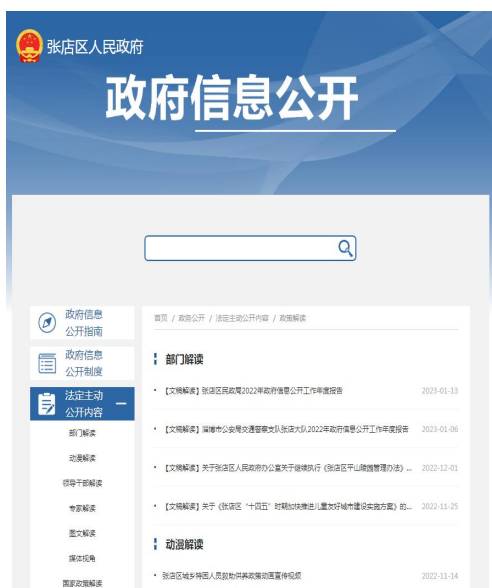 张店区人民政府
政府信息公开
政府信息
公开指南
首页 / 政务公开 / 法定主动公开内容 / 政策解读
政府信息
公开制度
部门解读
法定主动
公开内容
【文稿解读】张店区民政局2022年政府信息公开工作年度报告 2023-01-13
部门解读
【文稿解读】淄博市公安局交通警察支队张店大队2022年政府信息公开工作年度报告 2023-01-06
动漫解读
【文稿解读】关于张店区人民政府办公室关于继续执行《张店区平山陵园管理办法》... 2022-12-01
领导干部解读
专家解读
【文稿解读】关于《张店区“十四五”时期加快推进儿童友好城市建设实施方案》的... 2022-11-25
图文解读
动漫解读
媒体视角
张店区城乡特困人员救助供养政策动画宣传视频 2022-11-14
国家政策解读